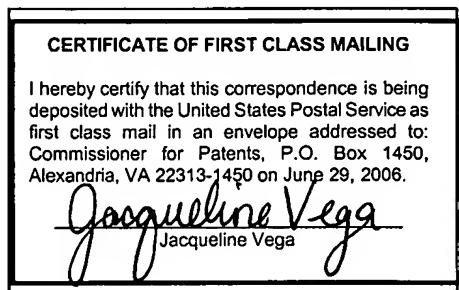 CERTIFICATE OF FIRST CLASS MAILING
I hereby certify that this correspondence is being
deposited with the United States Postal Service as
first class mail in an envelope addressed to:
Commissioner for Patents, P.O. Box 1450,
Alexandria, VA 22313-1450 on June 29, 2006.
Jacqueline Vega
Jacqueline Vega